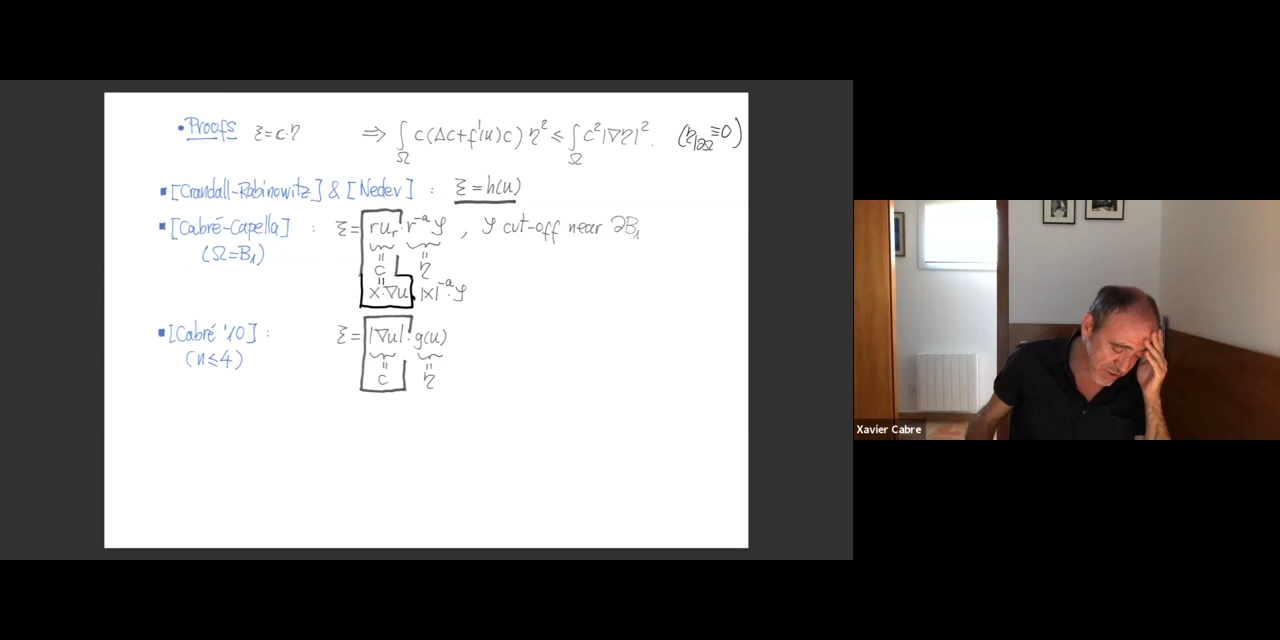 • Proofs ξ = c·η ⇒ ∫_Ω c(Δc + f'(u)c) η² ≤ ∫_Ω c²|∇η|². (η|∂Ω ≡ 0)
▪ [Crandall-Rabinowitz] & [Nedev] : ξ = h(u)
▪ [Cabré-Capella] : ξ = r u_r · r^{-a} φ , φ cut-off near ∂B₁
(Ω = B₁) = c = η
= x·∇u · |x|^{-a} · φ
▪ [Cabré '10] : ξ = |∇u| · g(u)
(n ≤ 4) = c = η
Xavier Cabre